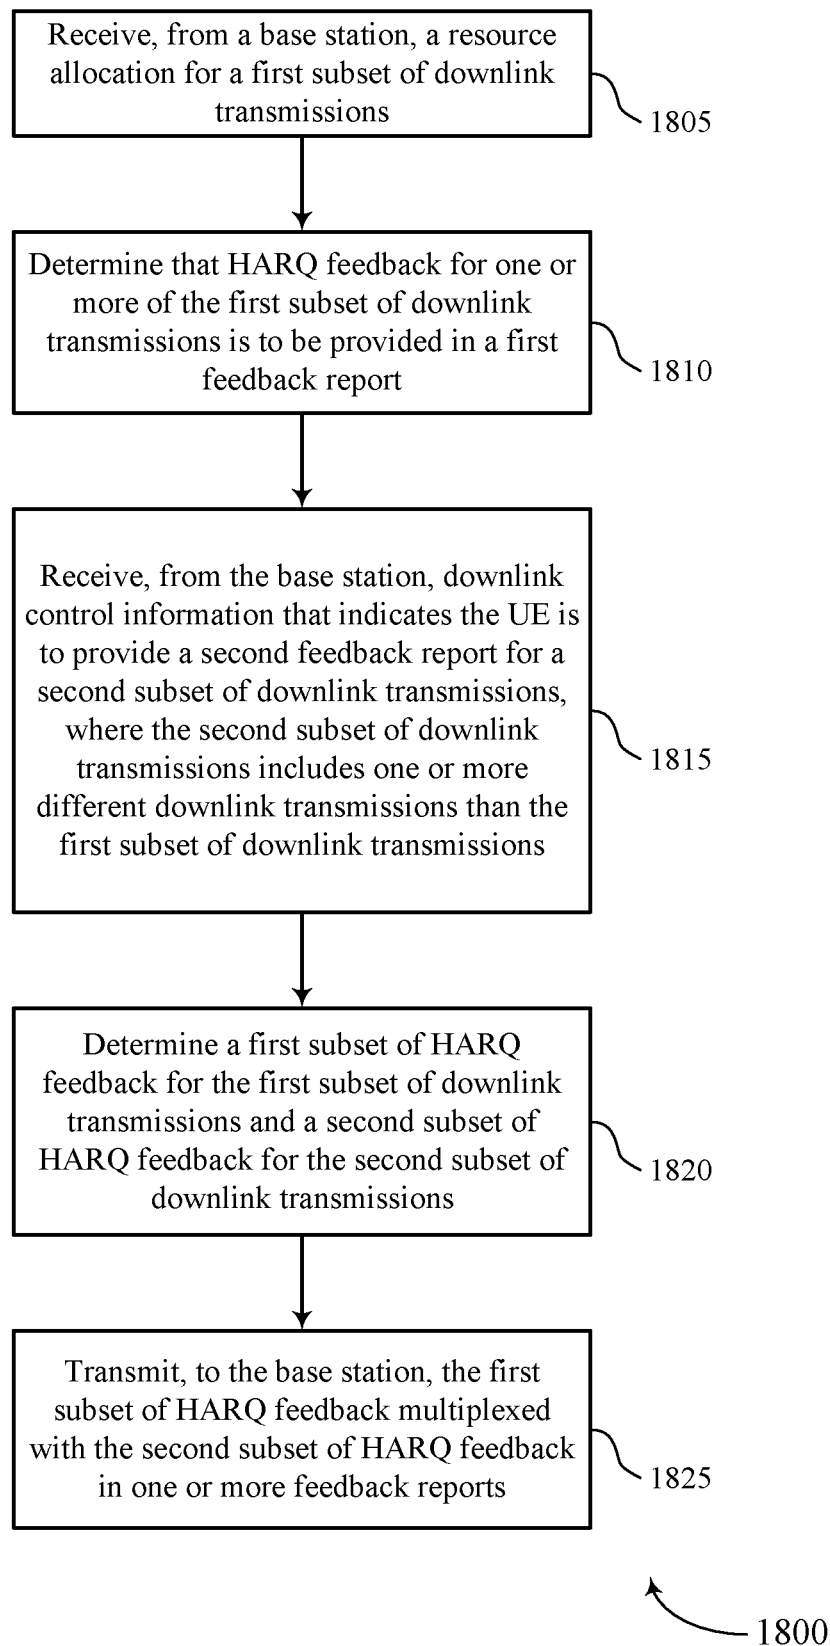 Receive, from a base station, a resource
allocation for a first subset of downlink
transmissions
1805
Determine that HARQ feedback for one or
more of the first subset of downlink
transmissions is to be provided in a first
feedback report
1810
Receive, from the base station, downlink
control information that indicates the UE is
to provide a second feedback report for a
second subset of downlink transmissions,
where the second subset of downlink
transmissions includes one or more
different downlink transmissions than the
first subset of downlink transmissions
1815
Determine a first subset of HARQ
feedback for the first subset of downlink
transmissions and a second subset of
HARQ feedback for the second subset of
downlink transmissions
1820
Transmit, to the base station, the first
subset of HARQ feedback multiplexed
with the second subset of HARQ feedback
in one or more feedback reports
1825
1800